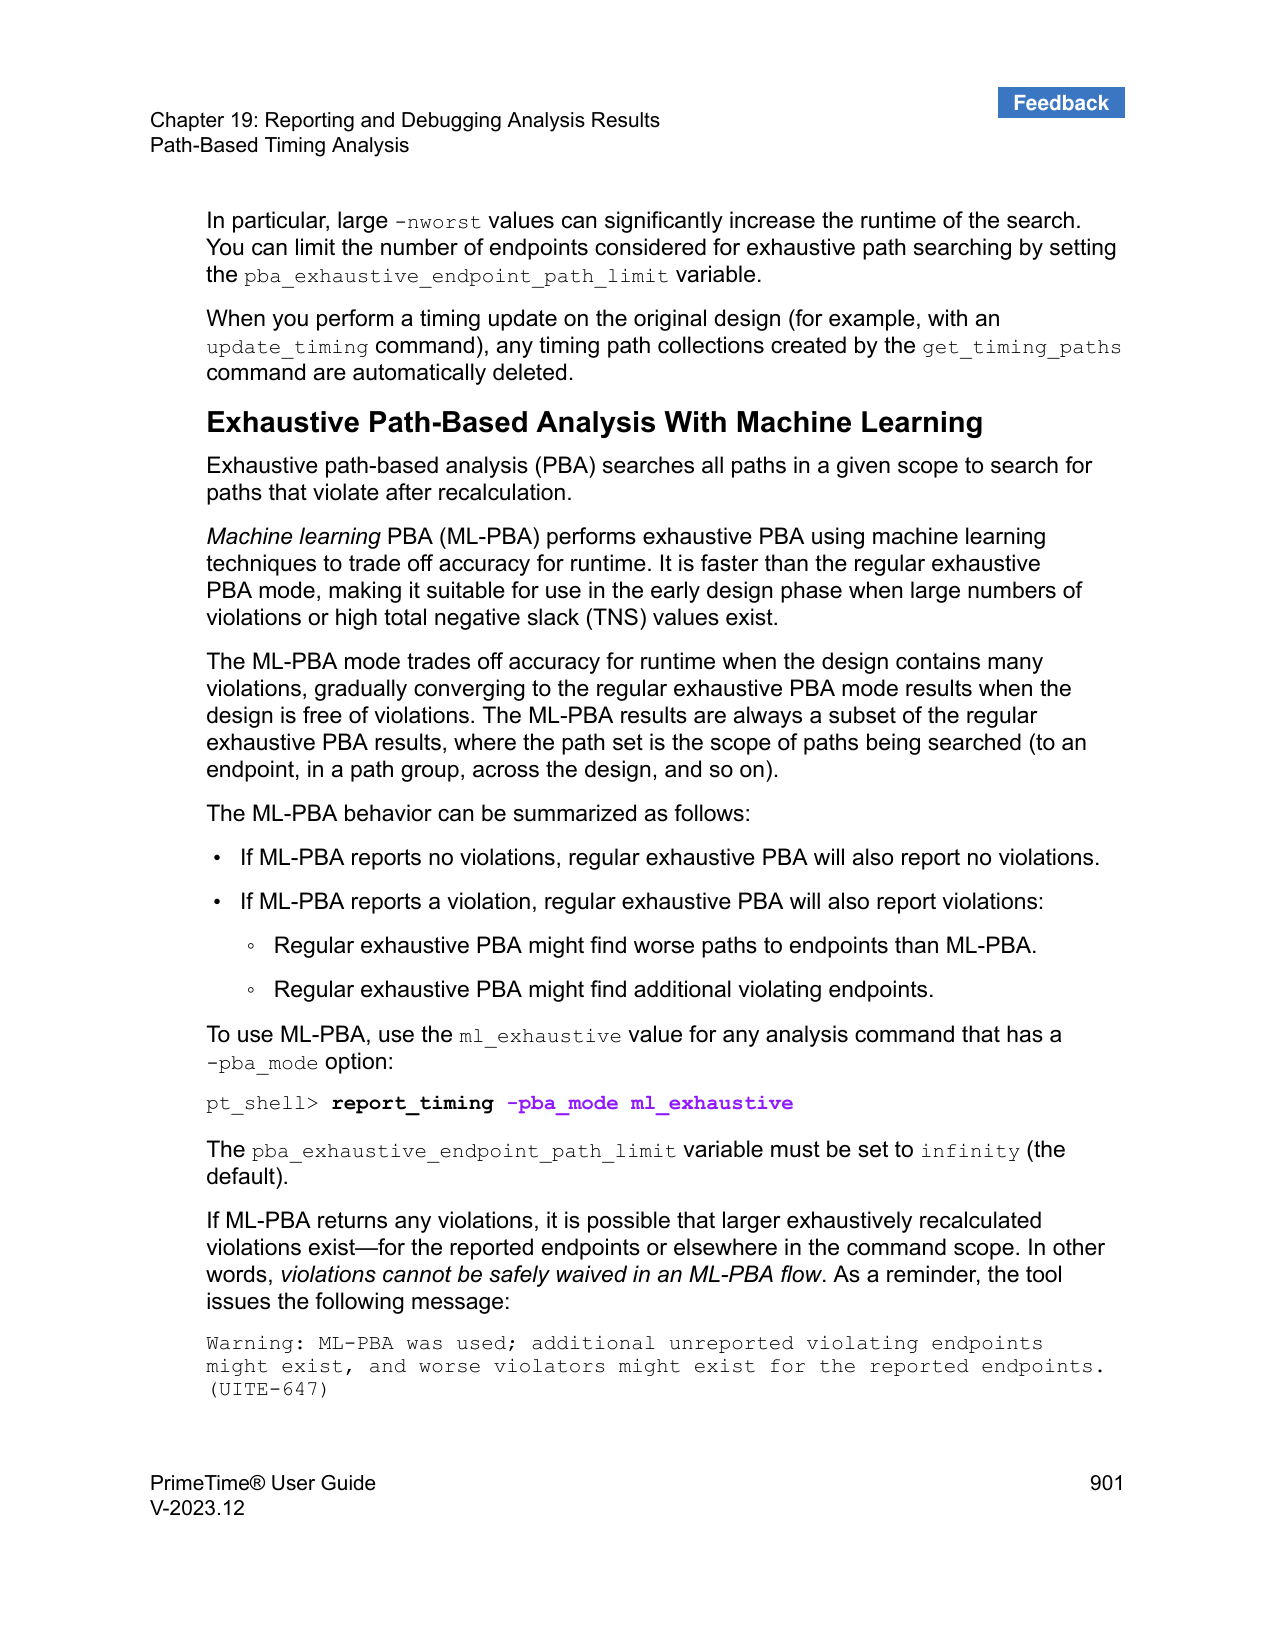 Feedback
Chapter 19: Reporting and Debugging Analysis Results
Path-Based Timing Analysis
In particular, large -nworst values can significantly increase the runtime of the search.
You can limit the number of endpoints considered for exhaustive path searching by setting
the pba_exhaustive_endpoint_path_limit variable.
When you perform a timing update on the original design (for example, with an
update_timing command), any timing path collections created by the get_timing_paths
command are automatically deleted.
Exhaustive Path-Based Analysis With Machine Learning
Exhaustive path-based analysis (PBA) searches all paths in a given scope to search for
paths that violate after recalculation.
Machine learning PBA (ML-PBA) performs exhaustive PBA using machine learning
techniques to trade off accuracy for runtime. It is faster than the regular exhaustive
PBA mode, making it suitable for use in the early design phase when large numbers of
violations or high total negative slack (TNS) values exist.
The ML-PBA mode trades off accuracy for runtime when the design contains many
violations, gradually converging to the regular exhaustive PBA mode results when the
design is free of violations. The ML-PBA results are always a subset of the regular
exhaustive PBA results, where the path set is the scope of paths being searched (to an
endpoint, in a path group, across the design, and so on).
The ML-PBA behavior can be summarized as follows:
• If ML-PBA reports no violations, regular exhaustive PBA will also report no violations.
• If ML-PBA reports a violation, regular exhaustive PBA will also report violations:
◦ Regular exhaustive PBA might find worse paths to endpoints than ML-PBA.
◦ Regular exhaustive PBA might find additional violating endpoints.
To use ML-PBA, use the ml_exhaustive value for any analysis command that has a
-pba_mode option:
pt_shell> report_timing -pba_mode ml_exhaustive
The pba_exhaustive_endpoint_path_limit variable must be set to infinity (the
default).
If ML-PBA returns any violations, it is possible that larger exhaustively recalculated
violations exist—for the reported endpoints or elsewhere in the command scope. In other
words, violations cannot be safely waived in an ML-PBA flow. As a reminder, the tool
issues the following message:
Warning: ML-PBA was used; additional unreported violating endpoints
might exist, and worse violators might exist for the reported endpoints.
(UITE-647)
PrimeTime® User Guide
901
V-2023.12